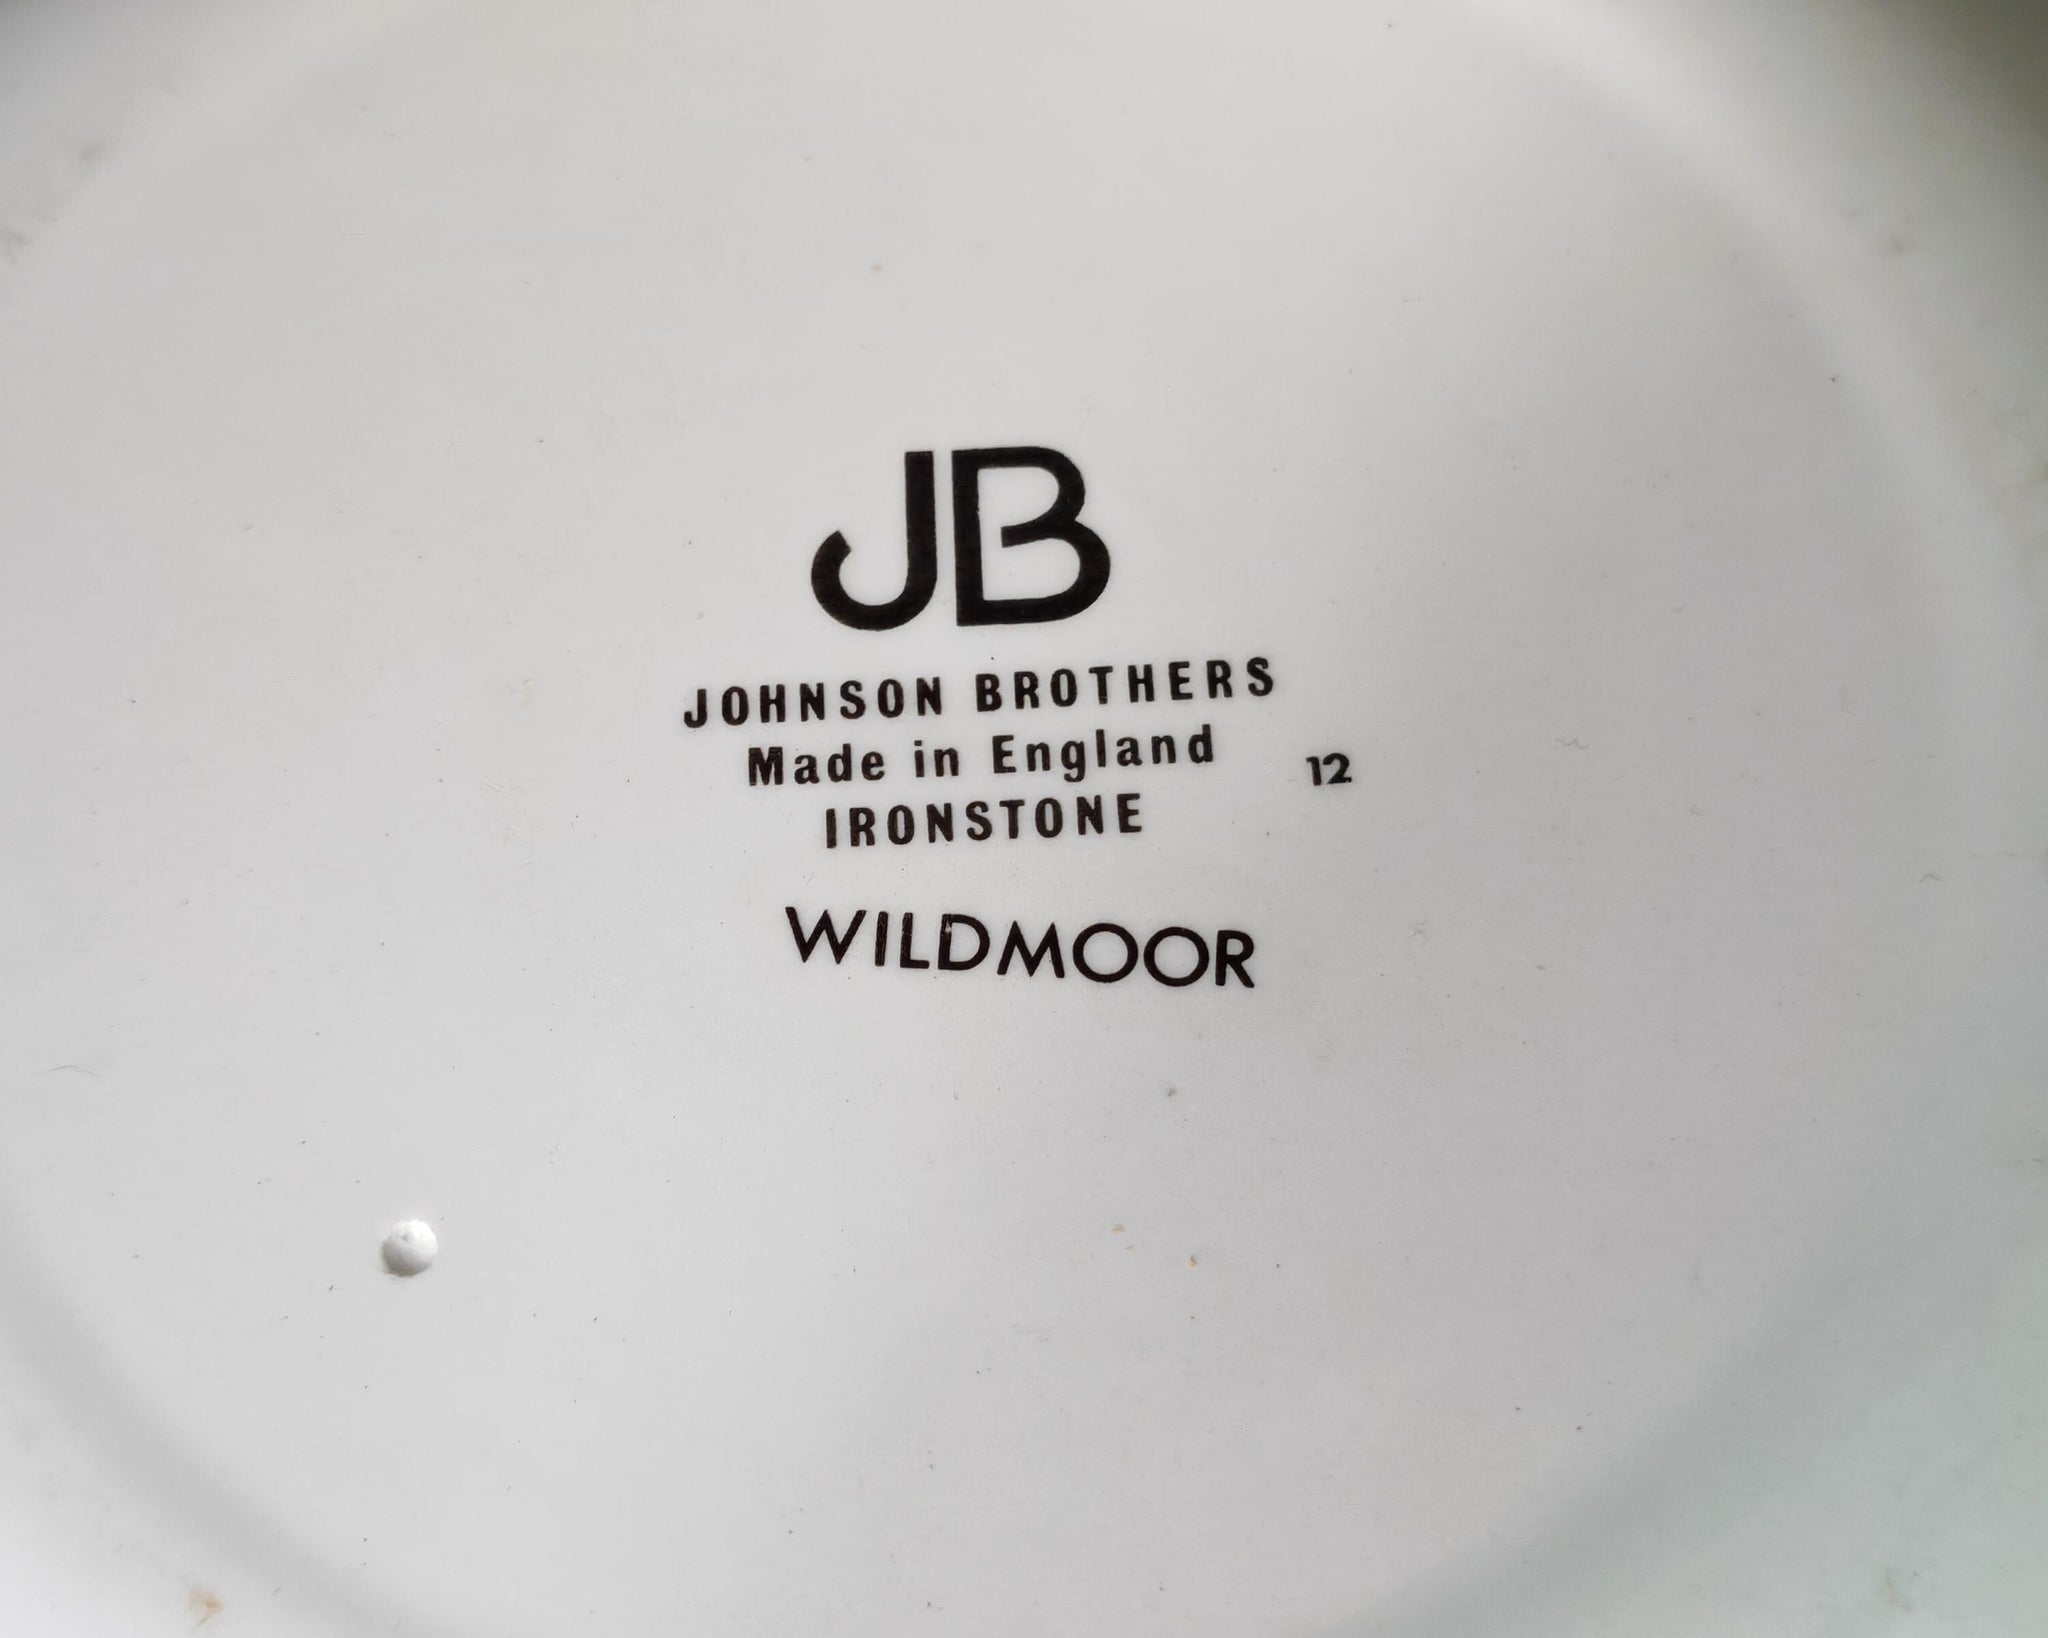 JB
JOHNSON BROTHERS
Made in England
12
IRONSTONE
WILDMOOR